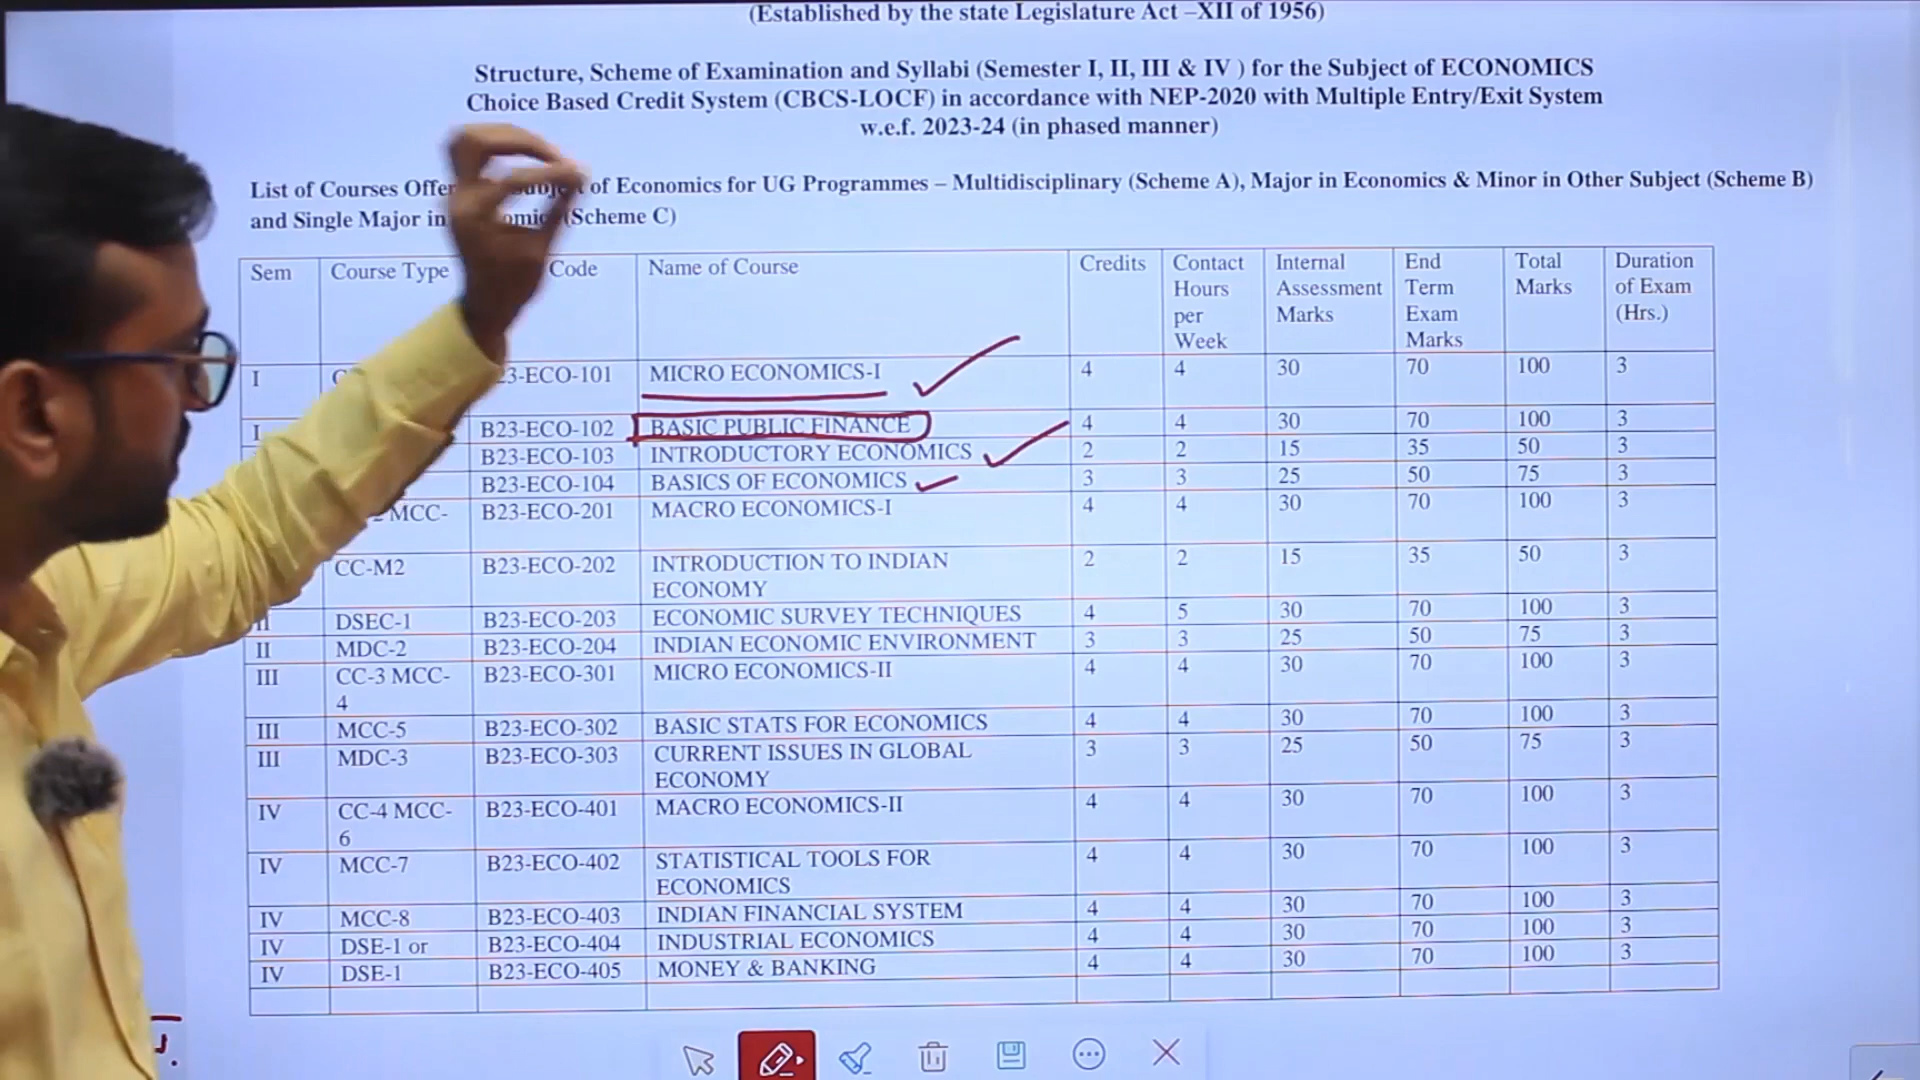 (Established by the state Legislature Act –XII of 1956)
Structure, Scheme of Examination and Syllabi (Semester I, II, III & IV ) for the Subject of ECONOMICS
Choice Based Credit System (CBCS-LOCF) in accordance with NEP-2020 with Multiple Entry/Exit System
w.e.f. 2023-24 (in phased manner)
List of Courses Offer of Economics for UG Programmes – Multidisciplinary (Scheme A), Major in Economics & Minor in Other Subject (Scheme B)
and Single Major in (Scheme C)
Sem Course Type Code Name of Course Credits Contact Hours per Week Internal Assessment Marks End Term Exam Marks Total Marks Duration of Exam (Hrs.)
I 3-ECO-101 MICRO ECONOMICS-I 4 4 30 70 100 3
I B23-ECO-102 BASIC PUBLIC FINANCE 4 4 30 70 100 3
B23-ECO-103 INTRODUCTORY ECONOMICS 2 2 15 35 50 3
B23-ECO-104 BASICS OF ECONOMICS 3 3 25 50 75 3
MCC- B23-ECO-201 MACRO ECONOMICS-I 4 4 30 70 100 3
CC-M2 B23-ECO-202 INTRODUCTION TO INDIAN ECONOMY 2 2 15 35 50 3
II DSEC-1 B23-ECO-203 ECONOMIC SURVEY TECHNIQUES 4 5 30 70 100 3
II MDC-2 B23-ECO-204 INDIAN ECONOMIC ENVIRONMENT 3 3 25 50 75 3
III CC-3 MCC-4 B23-ECO-301 MICRO ECONOMICS-II 4 4 30 70 100 3
III MCC-5 B23-ECO-302 BASIC STATS FOR ECONOMICS 4 4 30 70 100 3
III MDC-3 B23-ECO-303 CURRENT ISSUES IN GLOBAL ECONOMY 3 3 25 50 75 3
IV CC-4 MCC-6 B23-ECO-401 MACRO ECONOMICS-II 4 4 30 70 100 3
IV MCC-7 B23-ECO-402 STATISTICAL TOOLS FOR ECONOMICS 4 4 30 70 100 3
IV MCC-8 B23-ECO-403 INDIAN FINANCIAL SYSTEM 4 4 30 70 100 3
IV DSE-1 or B23-ECO-404 INDUSTRIAL ECONOMICS 4 4 30 70 100 3
IV DSE-1 B23-ECO-405 MONEY & BANKING 4 4 30 70 100 3